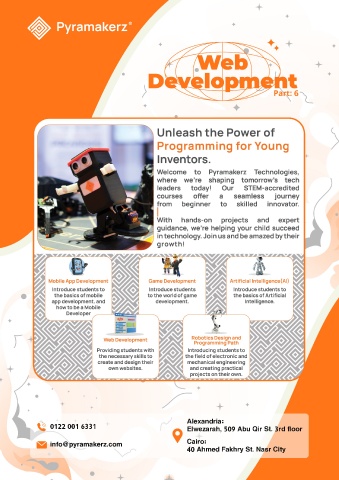 Pyramakerz®
Web
Development
Part: 6
Unleash the Power of
Programming for Young
Inventors.
Welcome to Pyramakerz Technologies,
where we're shaping tomorrow's tech
leaders today! Our STEM-accredited
courses offer a seamless journey
from beginner to skilled innovator.
With hands-on projects and expert
guidance, we're helping your child succeed
in technology. Join us and be amazed by their
growth!
Mobile App Development
Introduce students to
the basics of mobile
app development, and
how to be a Mobile
Developer
Game Development
Introduce students
to the world of game
development.
Artificial Intelligence(AI)
Introduce students to
the basics of Artificial
Intelligence.
Web Development
Providing students with
the necessary skills to
create and design their
own websites.
Robotics Design and
Programming Path
Introducing students to
the field of electronic and
mechanical engineering
and creating practical
projects on their own.
0122 001 6331
info@pyramakerz.com
Alexandria:
Elwezarah, 509 Abu Qir St. 3rd floor
Cairo:
40 Ahmed Fakhry St. Nasr City